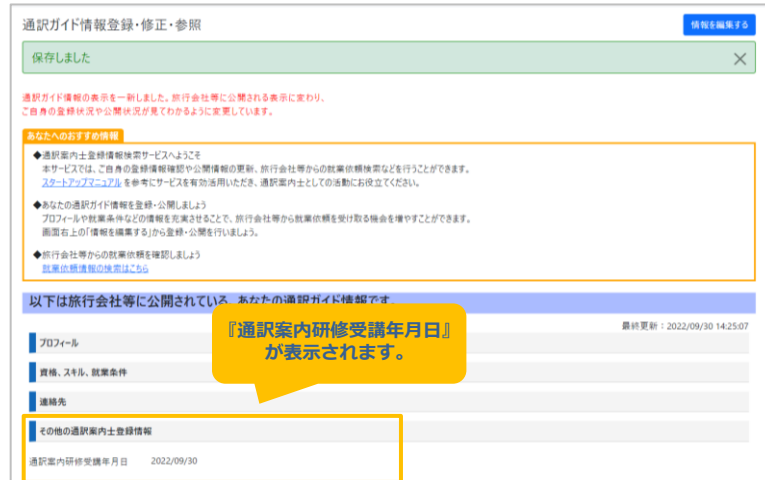 通訳ガイド情報登録・修正・参照
情報を編集する
保存しました
通訳ガイド情報の表示を一新しました。旅行会社等に公開される表示に変わり、
ご自身の登録状況や公開状況が見てわかるように変更しています。
あなたへのおすすめ情報
◆通訳案内士登録情報検索サービスへようこそ
本サービスでは、ご自身の登録情報確認や公開情報の更新、旅行会社等からの就業依頼検索などを行うことができます。
スタートアップマニュアル を参考にサービスを有効活用いただき、通訳案内士としての活動にお役立てください。
◆あなたの通訳ガイド情報を登録・公開しましょう
プロフィールや就業条件などの情報を充実させることで、旅行会社等から就業依頼を受け取る機会を増やすことができます。
画面右上の「情報を編集する」から登録・公開を行いましょう。
◆旅行会社等からの就業依頼を確認しましょう
就業依頼情報の検索はこちら
以下は旅行会社等に公開されている、あなたの通訳ガイド情報です。
最終更新：2022/09/30 14:25:07
『通訳案内研修受講年月日』
が表示されます。
プロフィール
資格、スキル、就業条件
連絡先
その他の通訳案内士登録情報
通訳案内研修受講年月日 2022/09/30